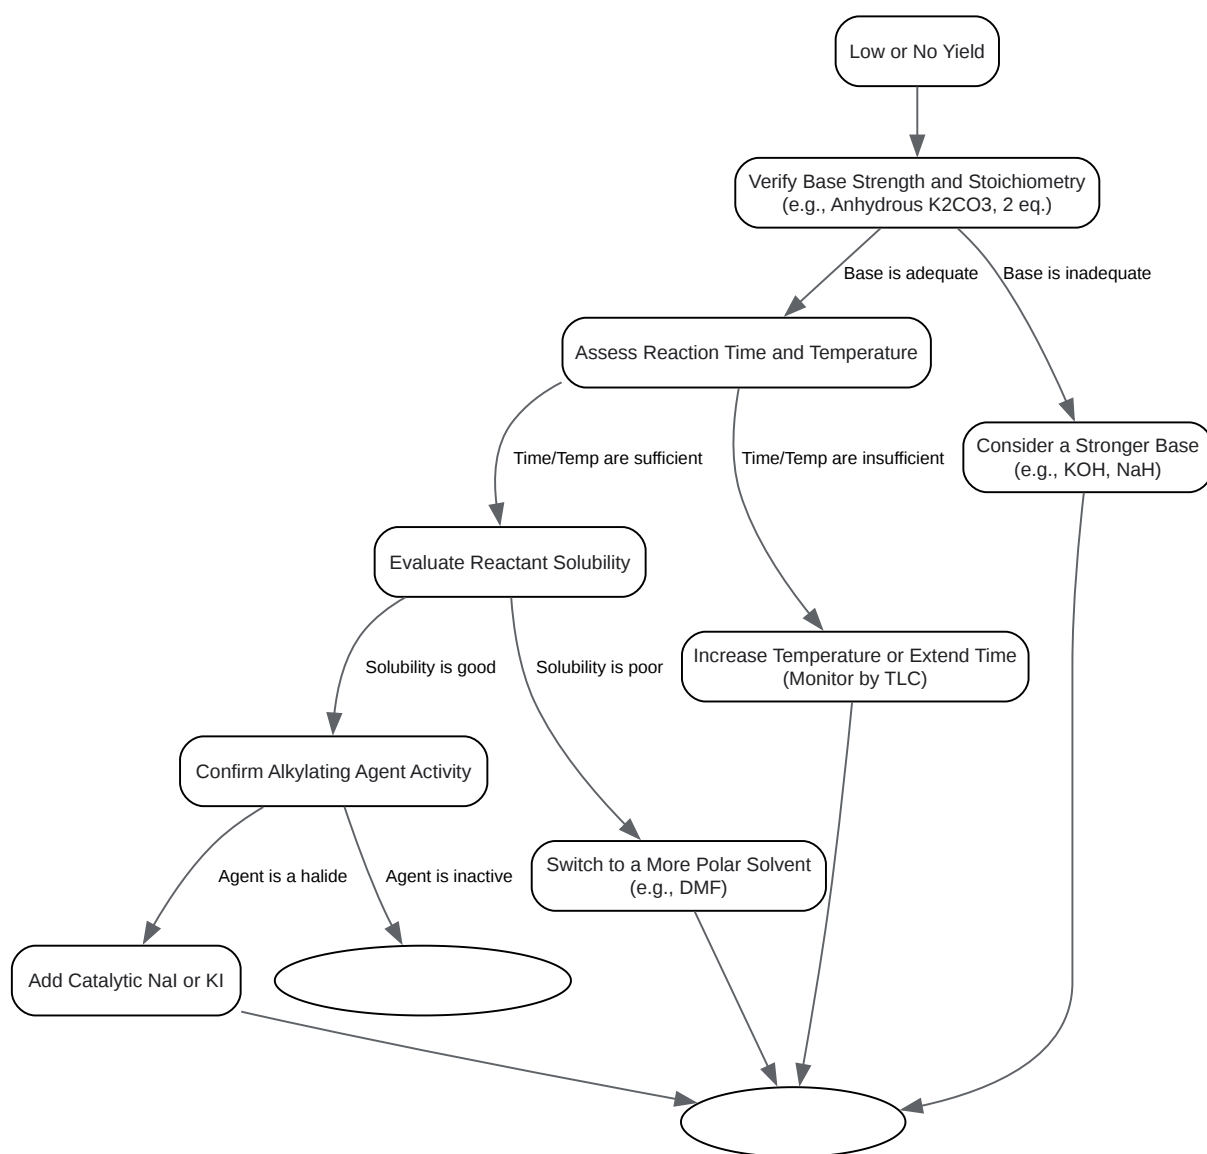 Low or No Yield
Verify Base Strength and Stoichiometry
(e.g., Anhydrous K2CO3, 2 eq.)
Base is adequate
Base is inadequate
Assess Reaction Time and Temperature
Consider a Stronger Base
(e.g., KOH, NaH)
Time/Temp are sufficient
Time/Temp are insufficient
Evaluate Reactant Solubility
Increase Temperature or Extend Time
(Monitor by TLC)
Solubility is good
Solubility is poor
Confirm Alkylating Agent Activity
Switch to a More Polar Solvent
(e.g., DMF)
Agent is a halide
Agent is inactive
Add Catalytic NaI or KI